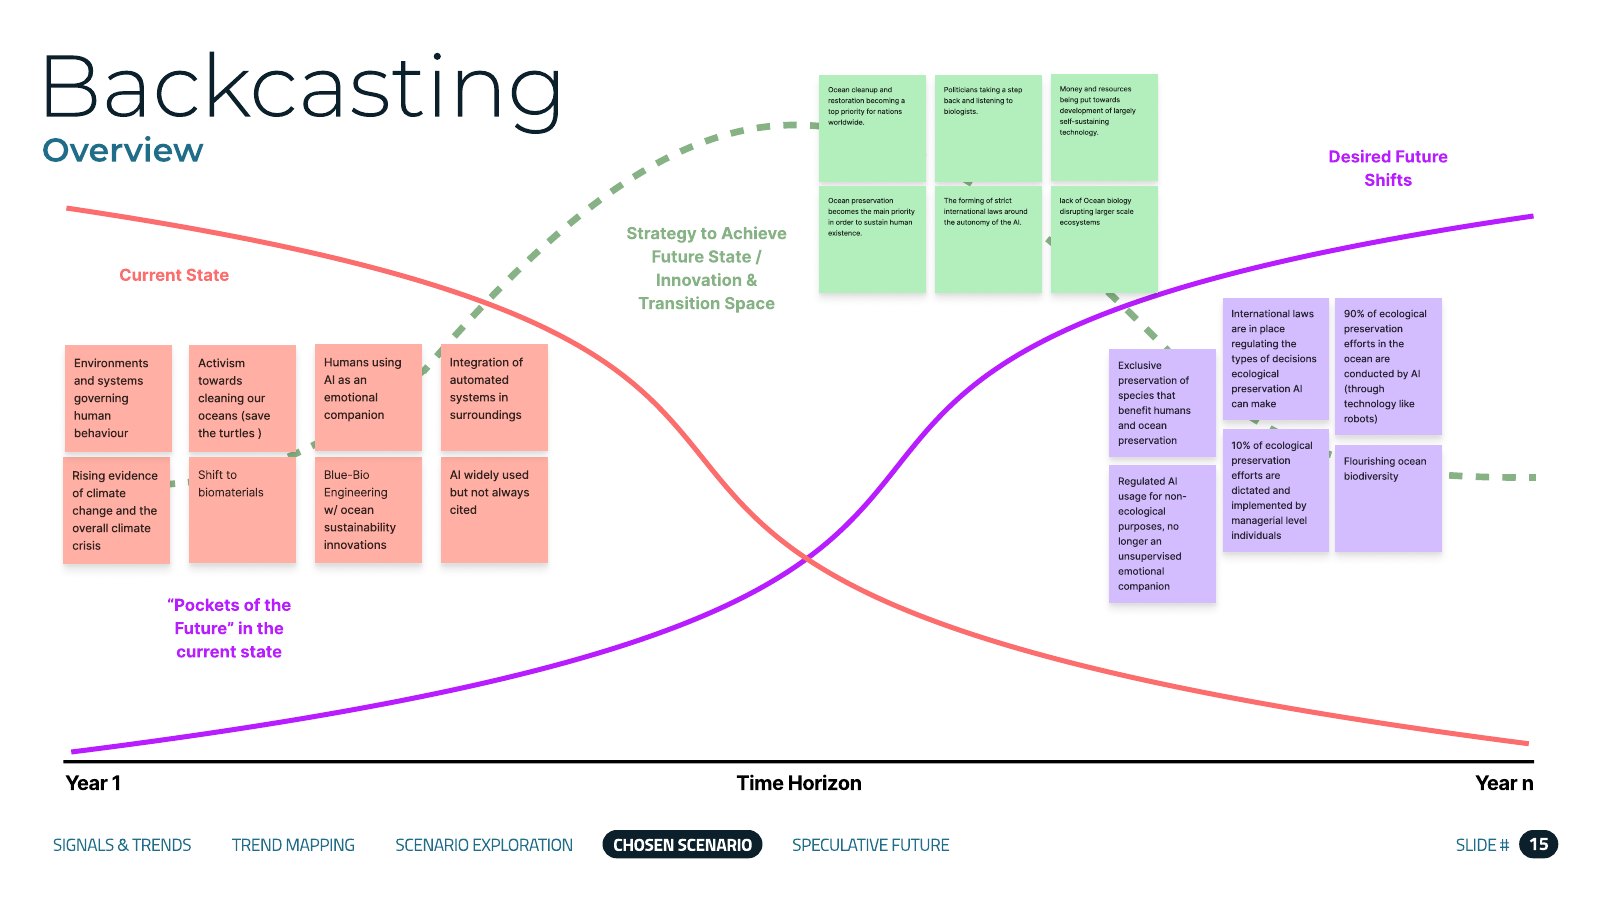 Backcasting
Overview
Ocean cleanup and
restoration becoming a
top priority for nations
worldwide.
Politicians taking a step
back and listening to
biologists.
Money and resources
being put towards
development of largely
self-sustaining
technology.
Ocean preservation
becomes the main priority
in order to sustain human
existence.
The forming of strict
international laws around
the autonomy of the AI.
lack of Ocean biology
disrupting larger scale
ecosystems
Desired Future
Shifts
Strategy to Achieve
Future State /
Innovation &
Transition Space
Current State
Environments
and systems
governing
human
behaviour
Activism
towards
cleaning our
oceans (save
the turtles )
Humans using
AI as an
emotional
companion
Integration of
automated
systems in
surroundings
Rising evidence
of climate
change and the
overall climate
crisis
Shift to
biomaterials
Blue-Bio
Engineering
w/ ocean
sustainability
innovations
AI widely used
but not always
cited
Exclusive
preservation of
species that
benefit humans
and ocean
preservation
International laws
are in place
regulating the
types of decisions
ecological
preservation AI
can make
90% of ecological
preservation
efforts in the
ocean are
conducted by AI
(through
technology like
robots)
Regulated AI
usage for non-
ecological
purposes, no
longer an
unsupervised
emotional
companion
10% of ecological
preservation
efforts are
dictated and
implemented by
managerial level
individuals
Flourishing ocean
biodiversity
“Pockets of the
Future” in the
current state
Year 1
Time Horizon
Year n
SIGNALS & TRENDS
TREND MAPPING
SCENARIO EXPLORATION
CHOSEN SCENARIO
SPECULATIVE FUTURE
SLIDE #
15